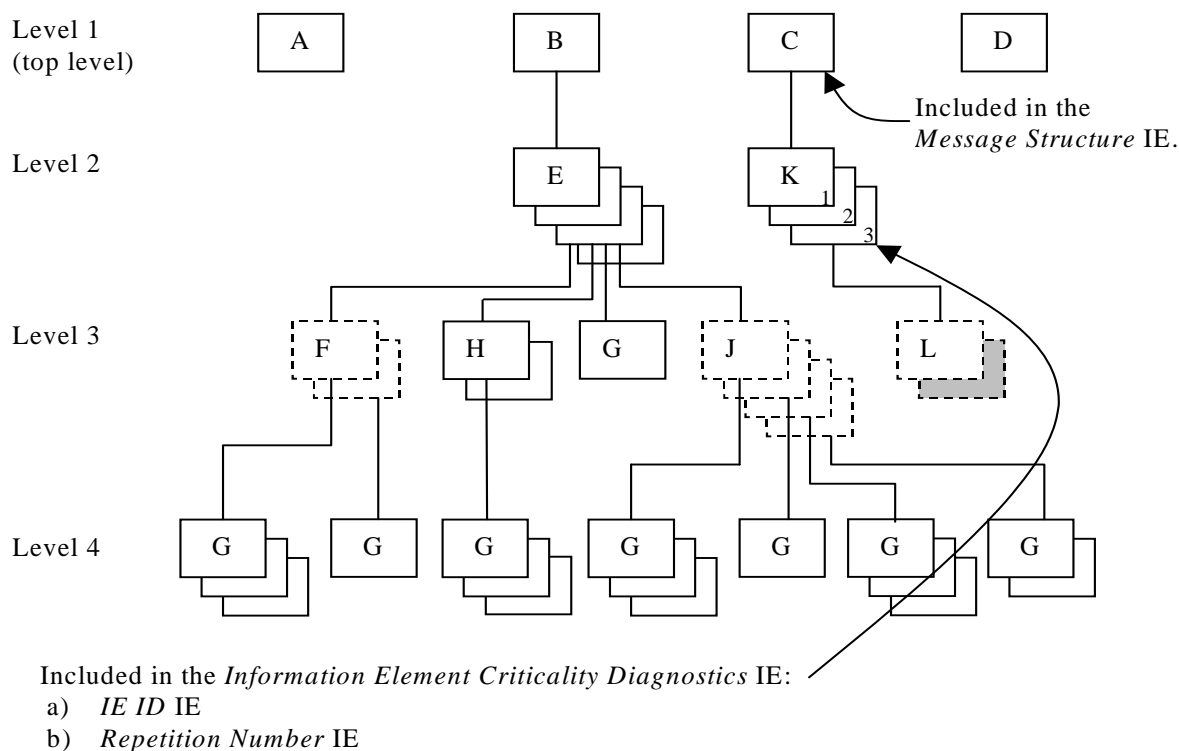 Level 1
(top level)
A
B
C
D
Included in the
Message Structure IE.
Level 2
E
K
1
2
3
Level 3
F
H
G
J
L
Level 4
G
G
G
G
G
G
G
Included in the Information Element Criticality Diagnostics IE:
a) IE ID IE
b) Repetition Number IE